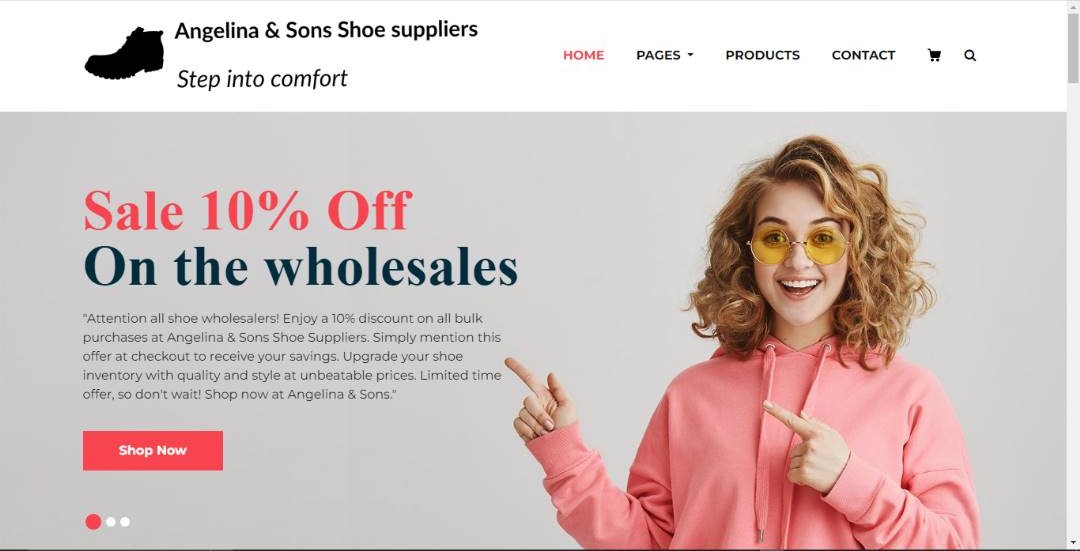 Angelina & Sons Shoe suppliers
Step into comfort
HOME PAGES PRODUCTS CONTACT
Sale 10% Off
On the wholesales
"Attention all shoe wholesalers! Enjoy a 10% discount on all bulk
purchases at Angelina & Sons Shoe Suppliers. Simply mention this
offer at checkout to receive your savings. Upgrade your shoe
inventory with quality and style at unbeatable prices. Limited time
offer, so don't wait! Shop now at Angelina & Sons."
Shop Now